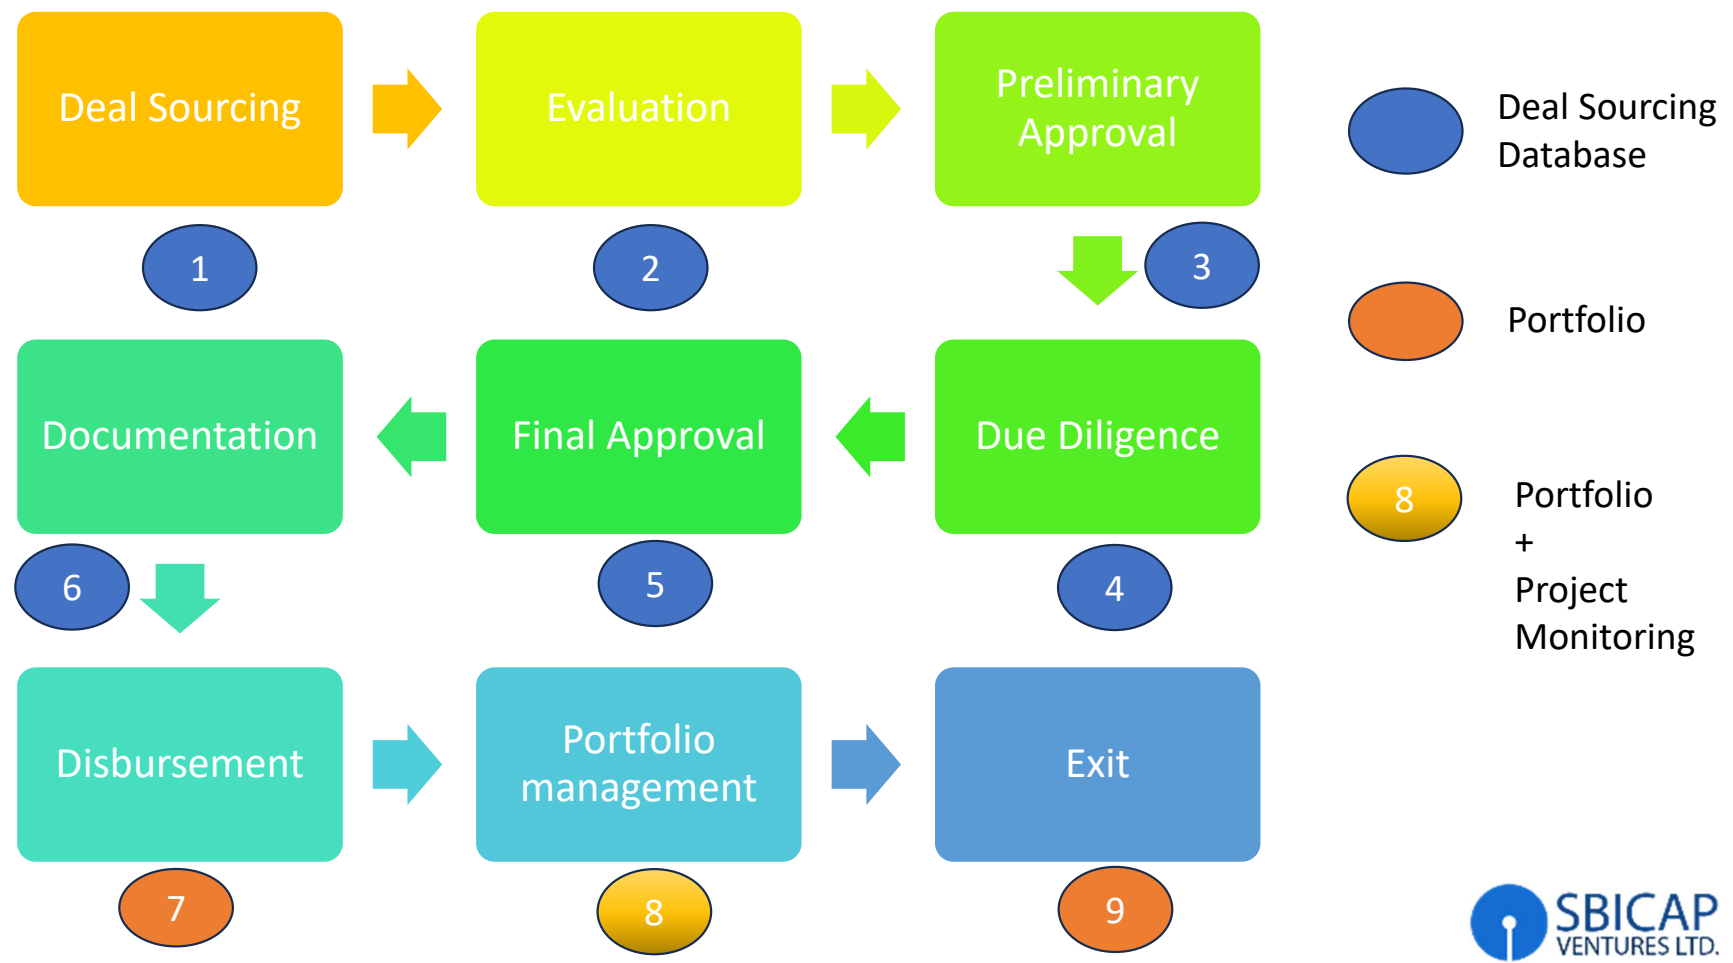 Deal Sourcing
Evaluation
Preliminary
Approval
1
2
3
Documentation
Final Approval
Due Diligence
6
5
4
Disbursement
Portfolio
management
Exit
7
8
9
Deal Sourcing
Database
Portfolio
8
Portfolio
+
Project
Monitoring
SBICAP
VENTURES LTD.